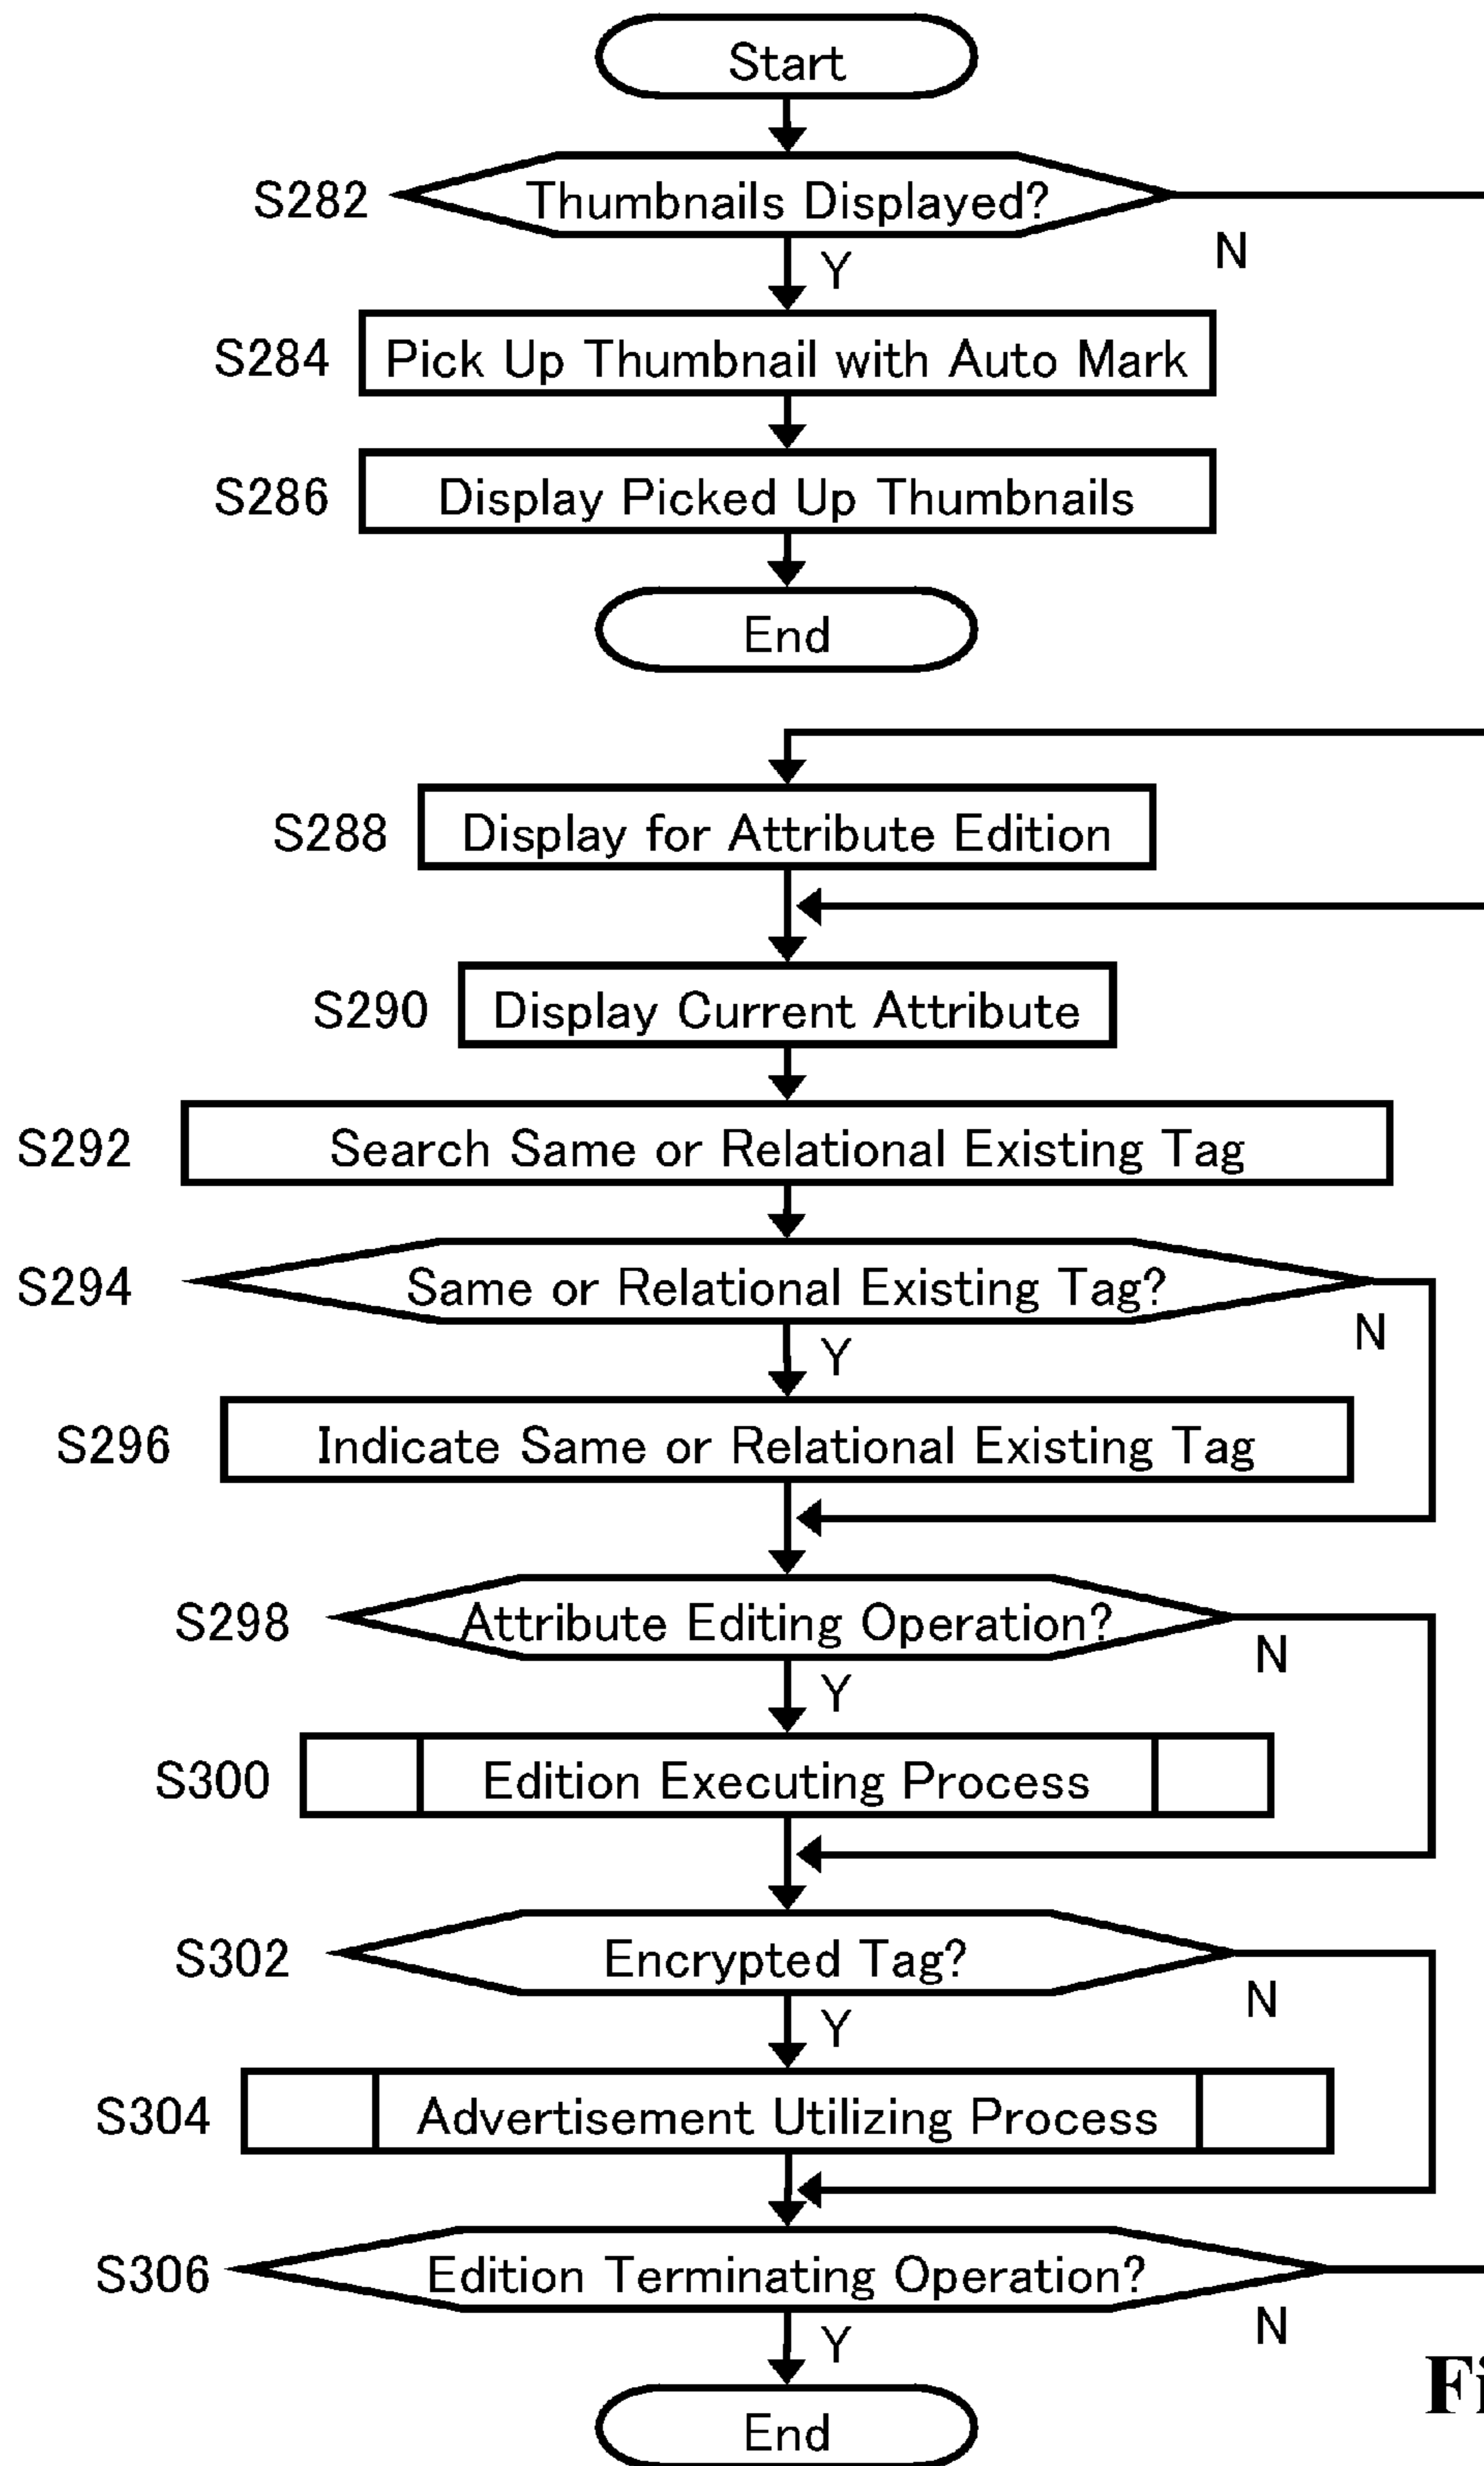 Start
S282 Thumbnails Displayed?
N
Y
S284 Pick Up Thumbnail with Auto Mark
S286 Display Picked Up Thumbnails
End
S288 Display for Attribute Edition
S290 Display Current Attribute
S292 Search Same or Relational Existing Tag
S294 Same or Relational Existing Tag?
N
Y
S296 Indicate Same or Relational Existing Tag
S298 Attribute Editing Operation?
N
Y
S300 Edition Executing Process
S302 Encrypted Tag?
N
Y
S304 Advertisement Utilizing Process
S306 Edition Terminating Operation?
N
Y
End